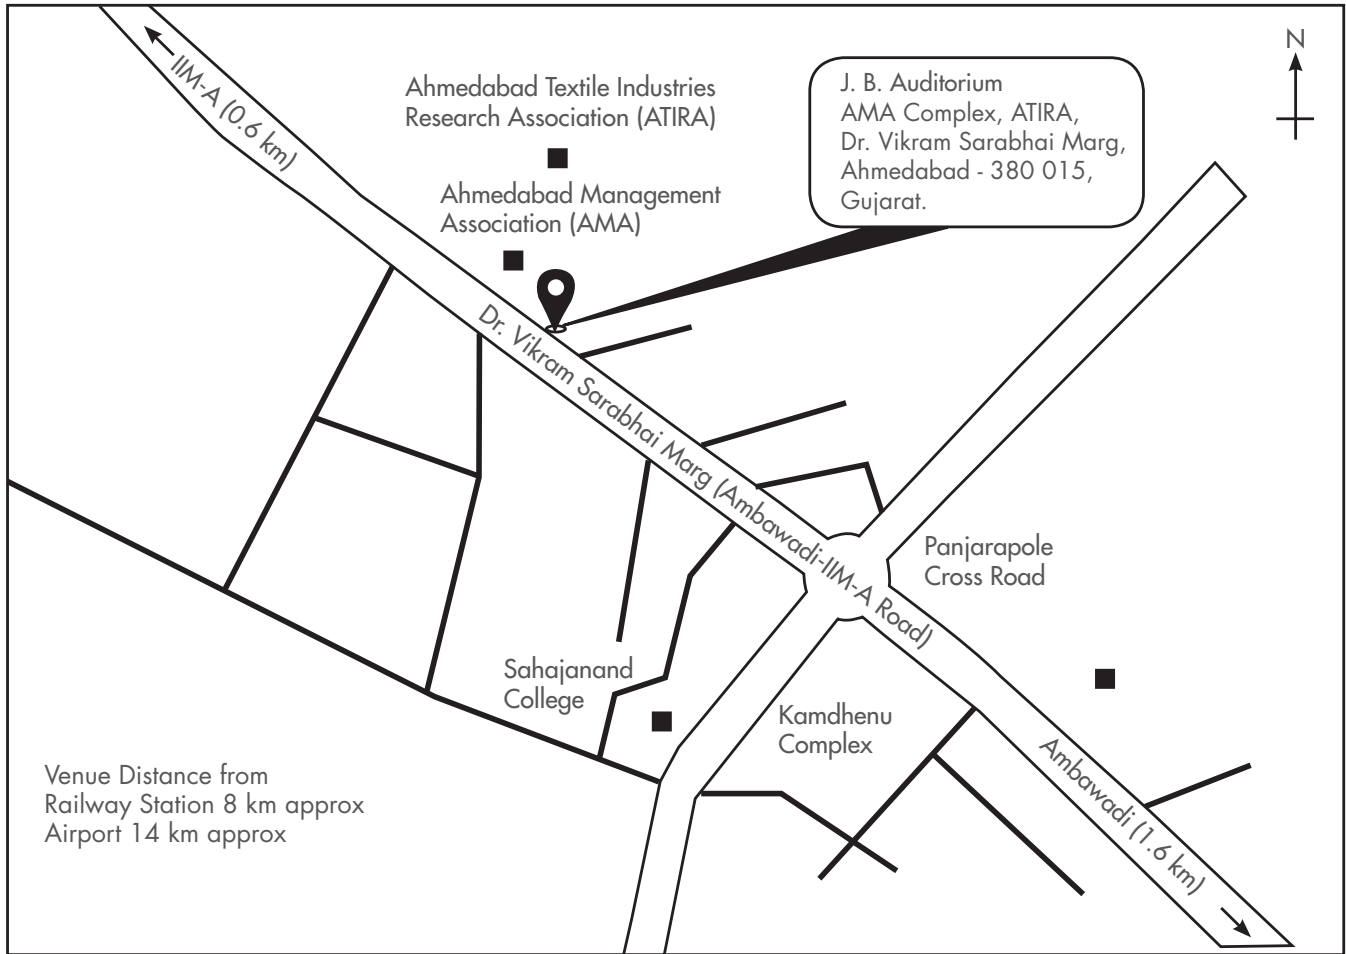 N
IIM-A (0.6 km)
Ahmedabad Textile Industries
Research Association (ATIRA)
J. B. Auditorium
AMA Complex, ATIRA,
Dr. Vikram Sarabhai Marg,
Ahmedabad - 380 015,
Gujarat.
Ahmedabad Management
Association (AMA)
Dr. Vikram Sarabhai Marg (Ambawadi-IIM-A Road)
Panjarapole
Cross Road
Sahajanand
College
Kamdhenu
Complex
Ambawadi (1.6 km)
Venue Distance from
Railway Station 8 km approx
Airport 14 km approx